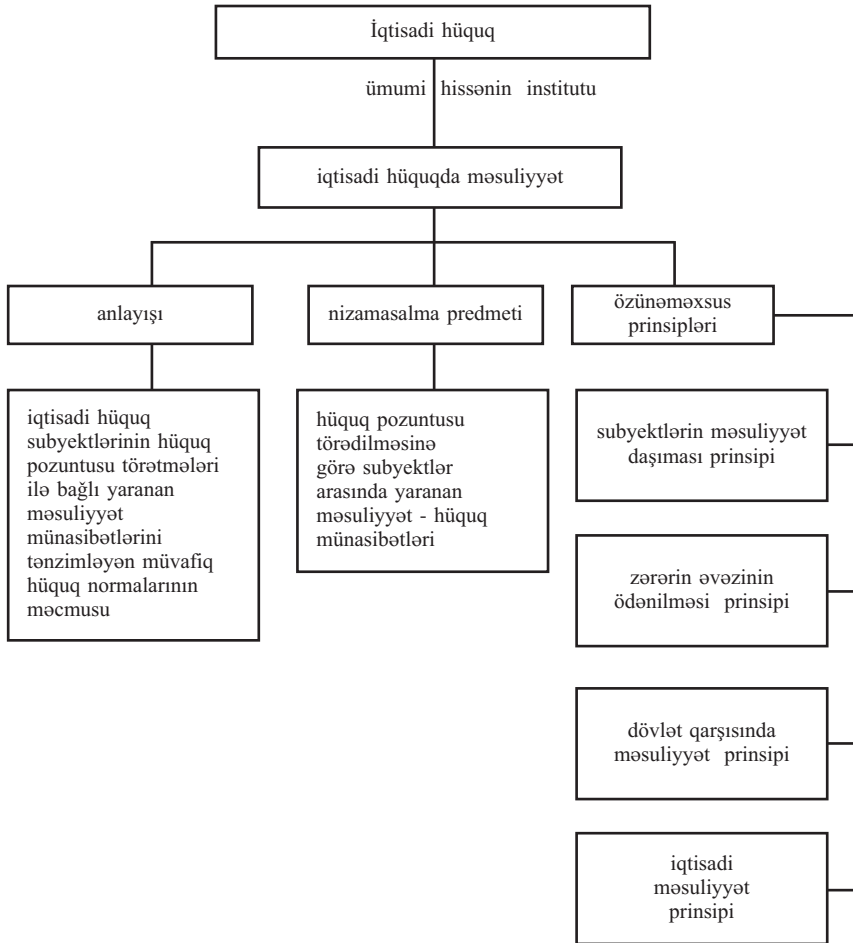 İqtisadi hüquq
ümumi hissənin institutu
iqtisadi hüquqda məsuliyyət
anlayışı
nizamasalma predmeti
özünəməxsus
prinsipləri
iqtisadi hüquq
subyektlərinin hüquq
pozuntusu törətmələri
ilə bağlı yaranan
məsuliyyət
münasibətlərini
tənzimləyən müvafiq
hüquq normalarının
məcmusu
hüquq pozuntusu
törədilməsinə
görə subyektlər
arasında yaranan
məsuliyyət - hüquq
münasibətləri
subyektlərin məsuliyyət
daşıması prinsipi
zərərin əvəzinin
ödənilməsi prinsipi
dövlət qarşısında
məsuliyyət prinsipi
iqtisadi
məsuliyyət
prinsipi